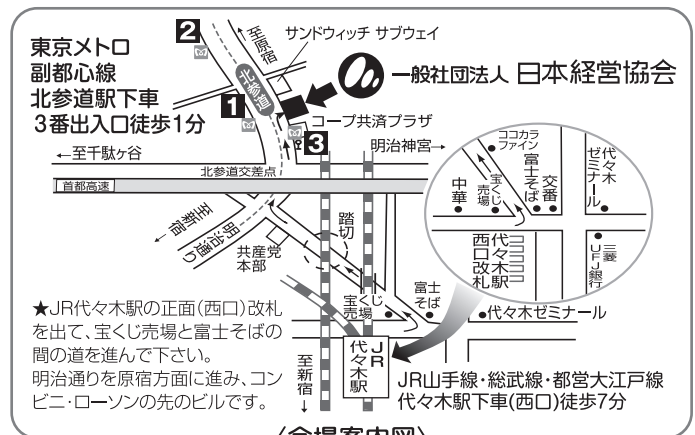 東京メトロ
副都心線
北参道駅下車
3番出入口徒歩1分
2
至原宿
サンドウィッチ サブウェイ
北参道
一般社団法人 日本経営協会
1
コープ共済プラザ
3
←至千駄ヶ谷
明治神宮→
北参道交差点
首都高速
至新宿
明治通り
共産党
本部
踏切
ココカラ
ファイン
代々木
ゼミナール
中華
宝くじ
売場
富士そば
交番
代々木駅
西口改札
三菱
UFJ銀行
宝くじ
売場
富士
そば
代々木ゼミナール
★JR代々木駅の正面(西口)改札
を出て、宝くじ売場と富士そばの
間の道を進んで下さい。
明治通りを原宿方面に進み、コン
ビニ・ローソンの先のビルです。
至新宿
JR
代々木駅
JR山手線・総武線・都営大江戸線
代々木駅下車(西口)徒歩7分
〈会場案内図〉